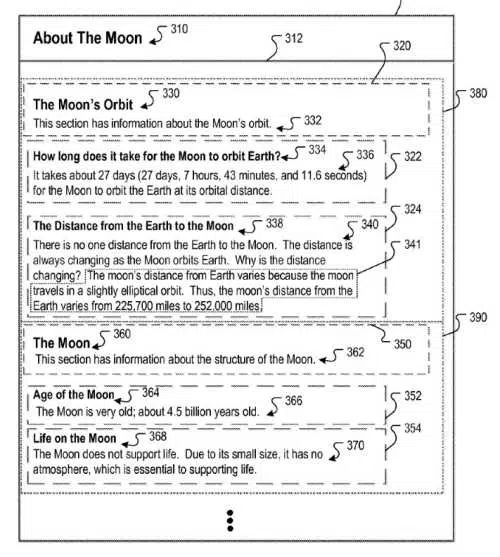 About The Moon 310
312
320
The Moon's Orbit 330
380
This section has information about the Moon's orbit. 332
How long does it take for the Moon to orbit Earth? 334
336
322
It takes about 27 days (27 days, 7 hours, 43 minutes, and 11.6 seconds)
for the Moon to orbit the Earth at its orbital distance.
324
The Distance from the Earth to the Moon 338
340
There is no one distance from the Earth to the Moon. The distance is
341
always changing as the Moon orbits Earth. Why is the distance
changing? The moon's distance from Earth varies because the moon
travels in a slightly elliptical orbit. Thus, the moon's distance from the
Earth varies from 225,700 miles to 252,000 miles.
390
The Moon 360
350
This section has information about the structure of the Moon. 362
Age of the Moon 364
352
The Moon is very old; about 4.5 billion years old. 366
354
Life on the Moon 368
The Moon does not support life. Due to its small size, it has no 370
atmosphere, which is essential to supporting life.